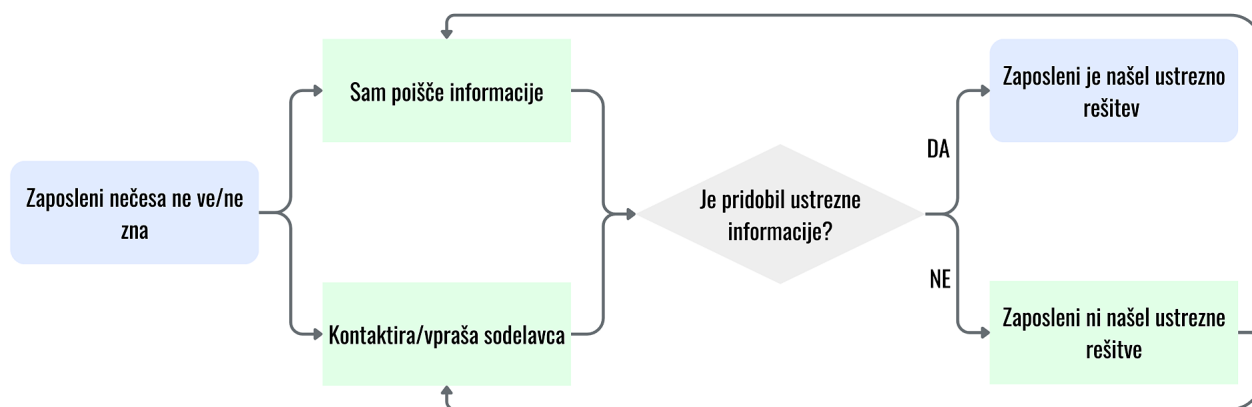 Sam poišče informacije
Zaposleni je našel ustrezno
rešitev
DA
Zaposleni nečesa ne ve/ne
zna
Je pridobil ustrezne
informacije?
NE
Kontaktira/vpraša sodelavca
Zaposleni ni našel ustrezne
rešitve